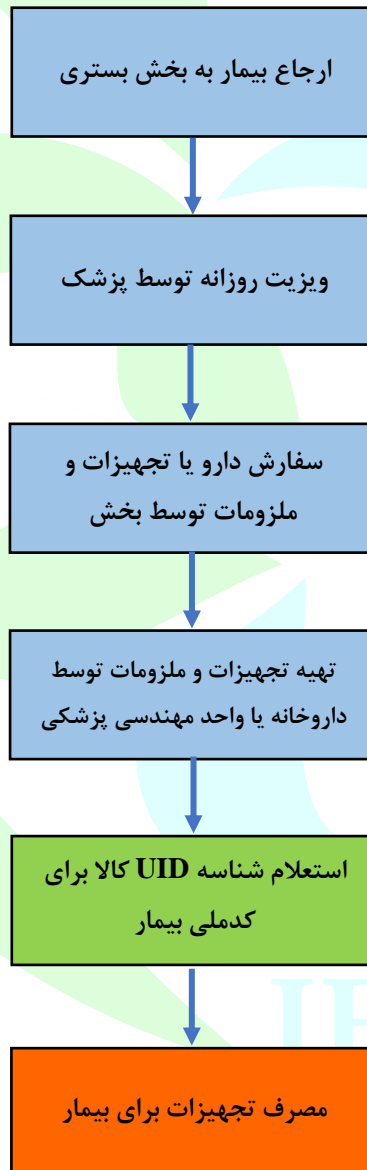 ارجاع بیمار به بخش بستری
ویزیت روزانه توسط پزشک
سفارش دارو یا تجهیزات و
ملزومات توسط بخش
تهیه تجهیزات و ملزومات توسط
داروخانه یا واحد مهندسی پزشکی
استعلام شناسه UID کالا برای
کدملی بیمار
مصرف تجهیزات برای بیمار